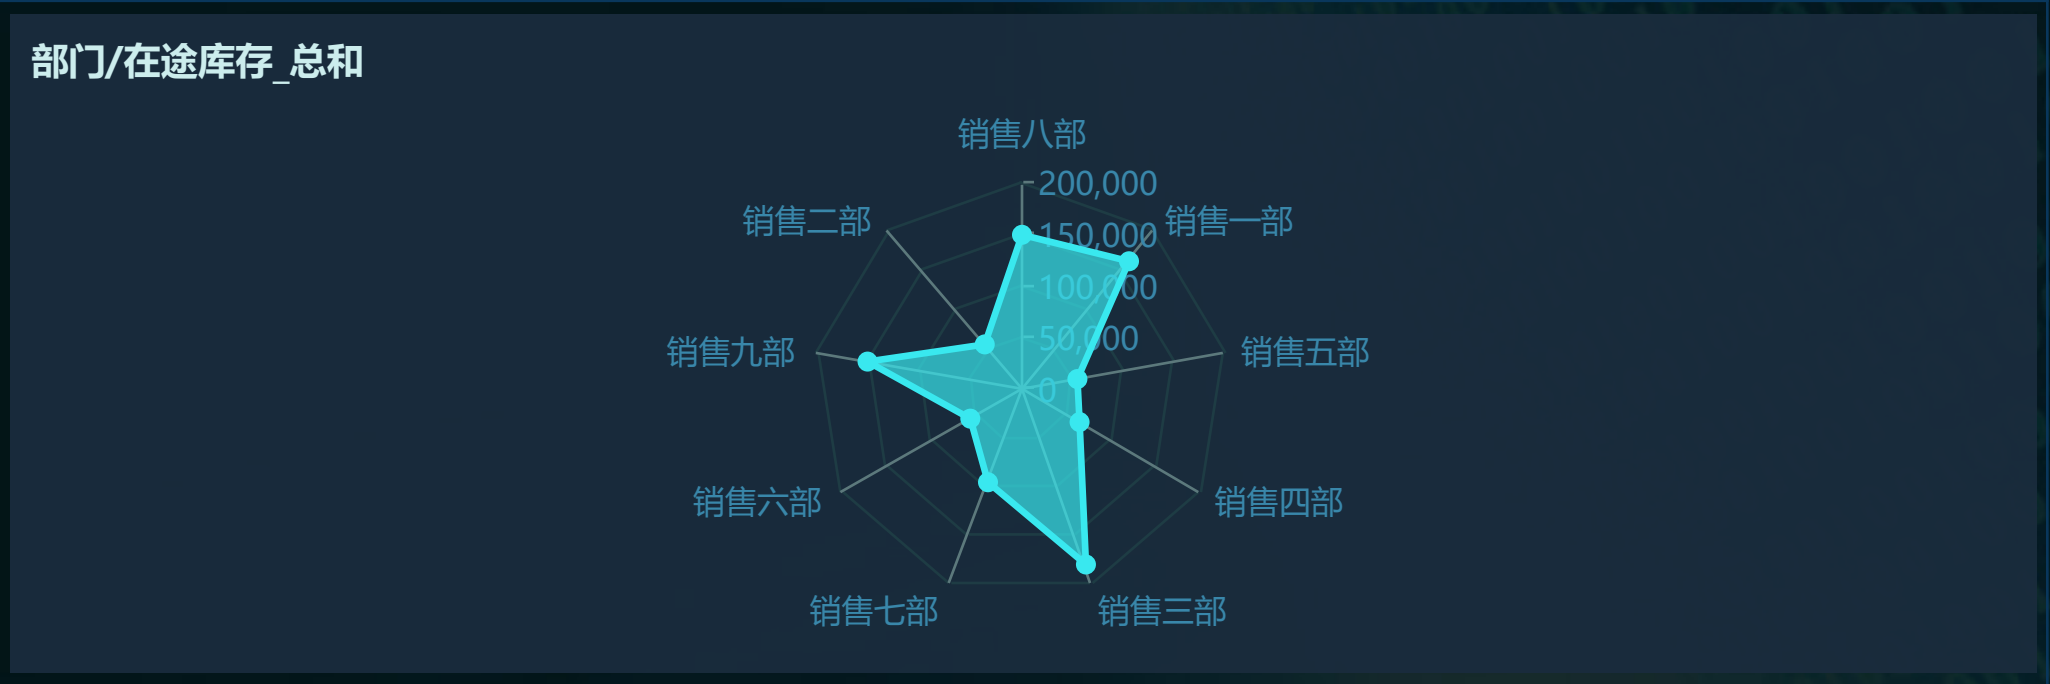 部门/在途库存_总和
销售八部
200,000
销售二部
150,000
销售一部
100,000
50,000
销售九部
销售五部
0
销售六部
销售四部
销售七部
销售三部